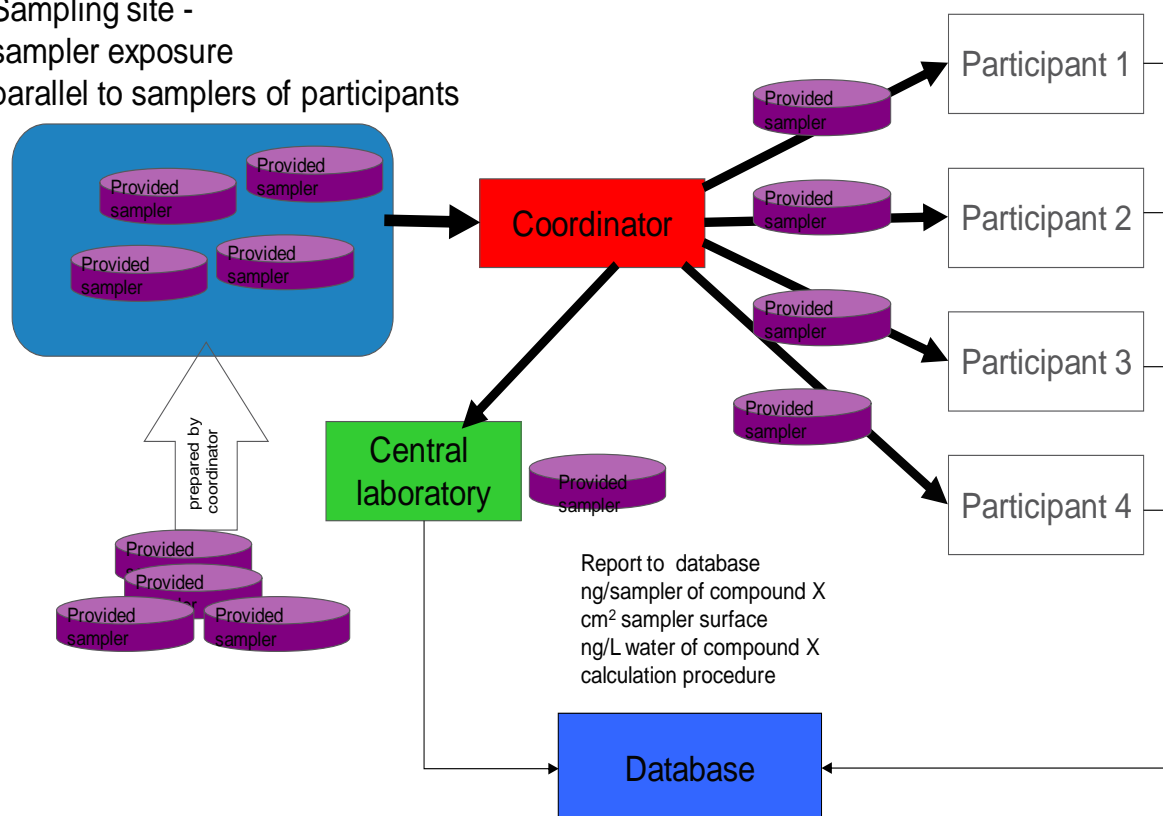 Sampling site -
sampler exposure
parallel to samplers of participants
Provided
sampler
Provided
sampler
Provided
sampler
Provided
sampler
prepared by
coordinator
Provided
Provided
Provided
sampler
Provided
sampler
Coordinator
Provided
sampler
Provided
sampler
Provided
sampler
Provided
sampler
Participant 1
Participant 2
Participant 3
Participant 4
Central
laboratory
Provided
sampler
Report to database
ng/sampler of compound X
cm² sampler surface
ng/L water of compound X
calculation procedure
Database